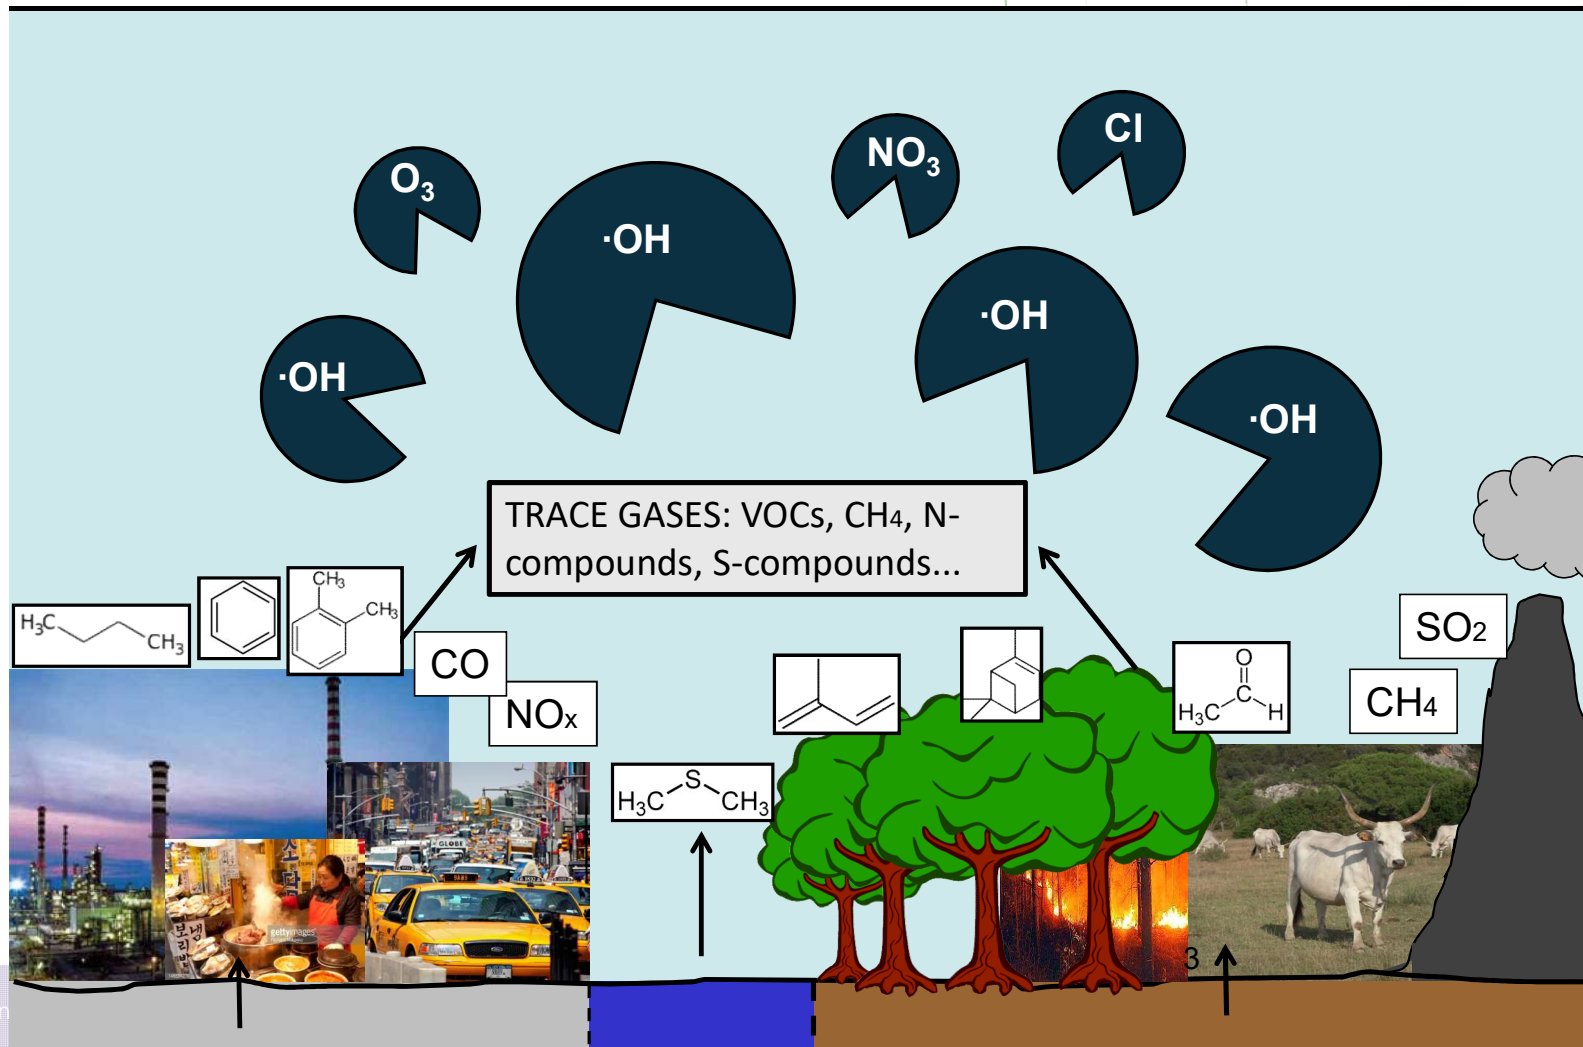 Cl
NO₃
O₃
·OH
·OH
·OH
·OH
TRACE GASES: VOCs, CH₄, N-
compounds, S-compounds...
CH₃
CH₃
H₃C
CH₃
CO
NOₓ
SO₂
CH₄
O
H₃C
C
H
S
H₃C
CH₃
GLOBE
gettyimages
3